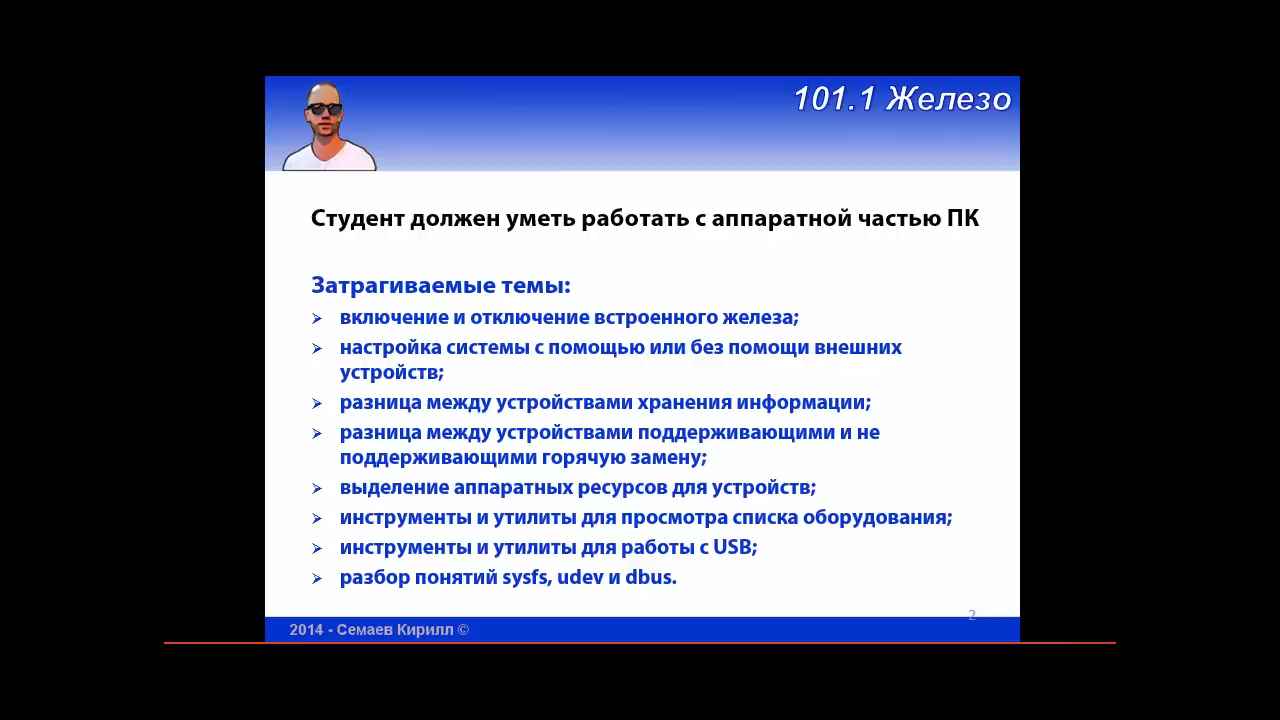 101.1 Железо
Студент должен уметь работать с аппаратной частью ПК
Затрагиваемые темы:
включение и отключение встроенного железа;
настройка системы с помощью или без помощи внешних
устройств;
разница между устройствами хранения информации;
разница между устройствами поддерживающими и не
поддерживающими горячую замену;
выделение аппаратных ресурсов для устройств;
инструменты и утилиты для просмотра списка оборудования;
инструменты и утилиты для работы с USB;
разбор понятий sysfs, udev и dbus.
2
2014 - Семаев Кирилл ©